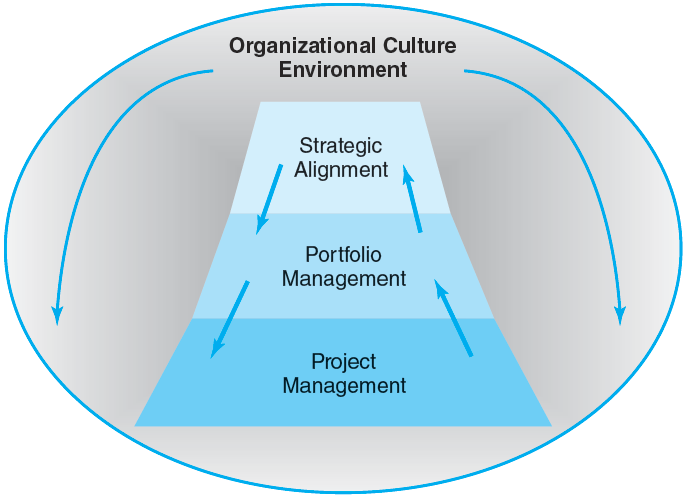 Organizational Culture
Environment
Strategic
Alignment
Portfolio
Management
Project
Management